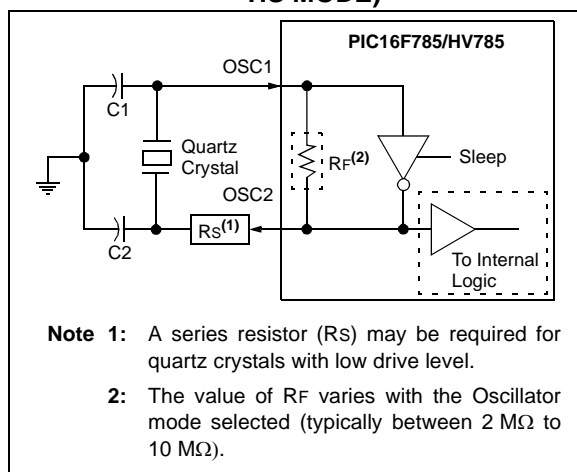 HS MODE)
PIC16F785/HV785
OSC1
C1
Quartz
Crystal
RF(2)
Sleep
OSC2
C2
RS(1)
To Internal
Logic
Note 1: A series resistor (RS) may be required for
quartz crystals with low drive level.
2: The value of RF varies with the Oscillator
mode selected (typically between 2 MΩ to
10 MΩ).